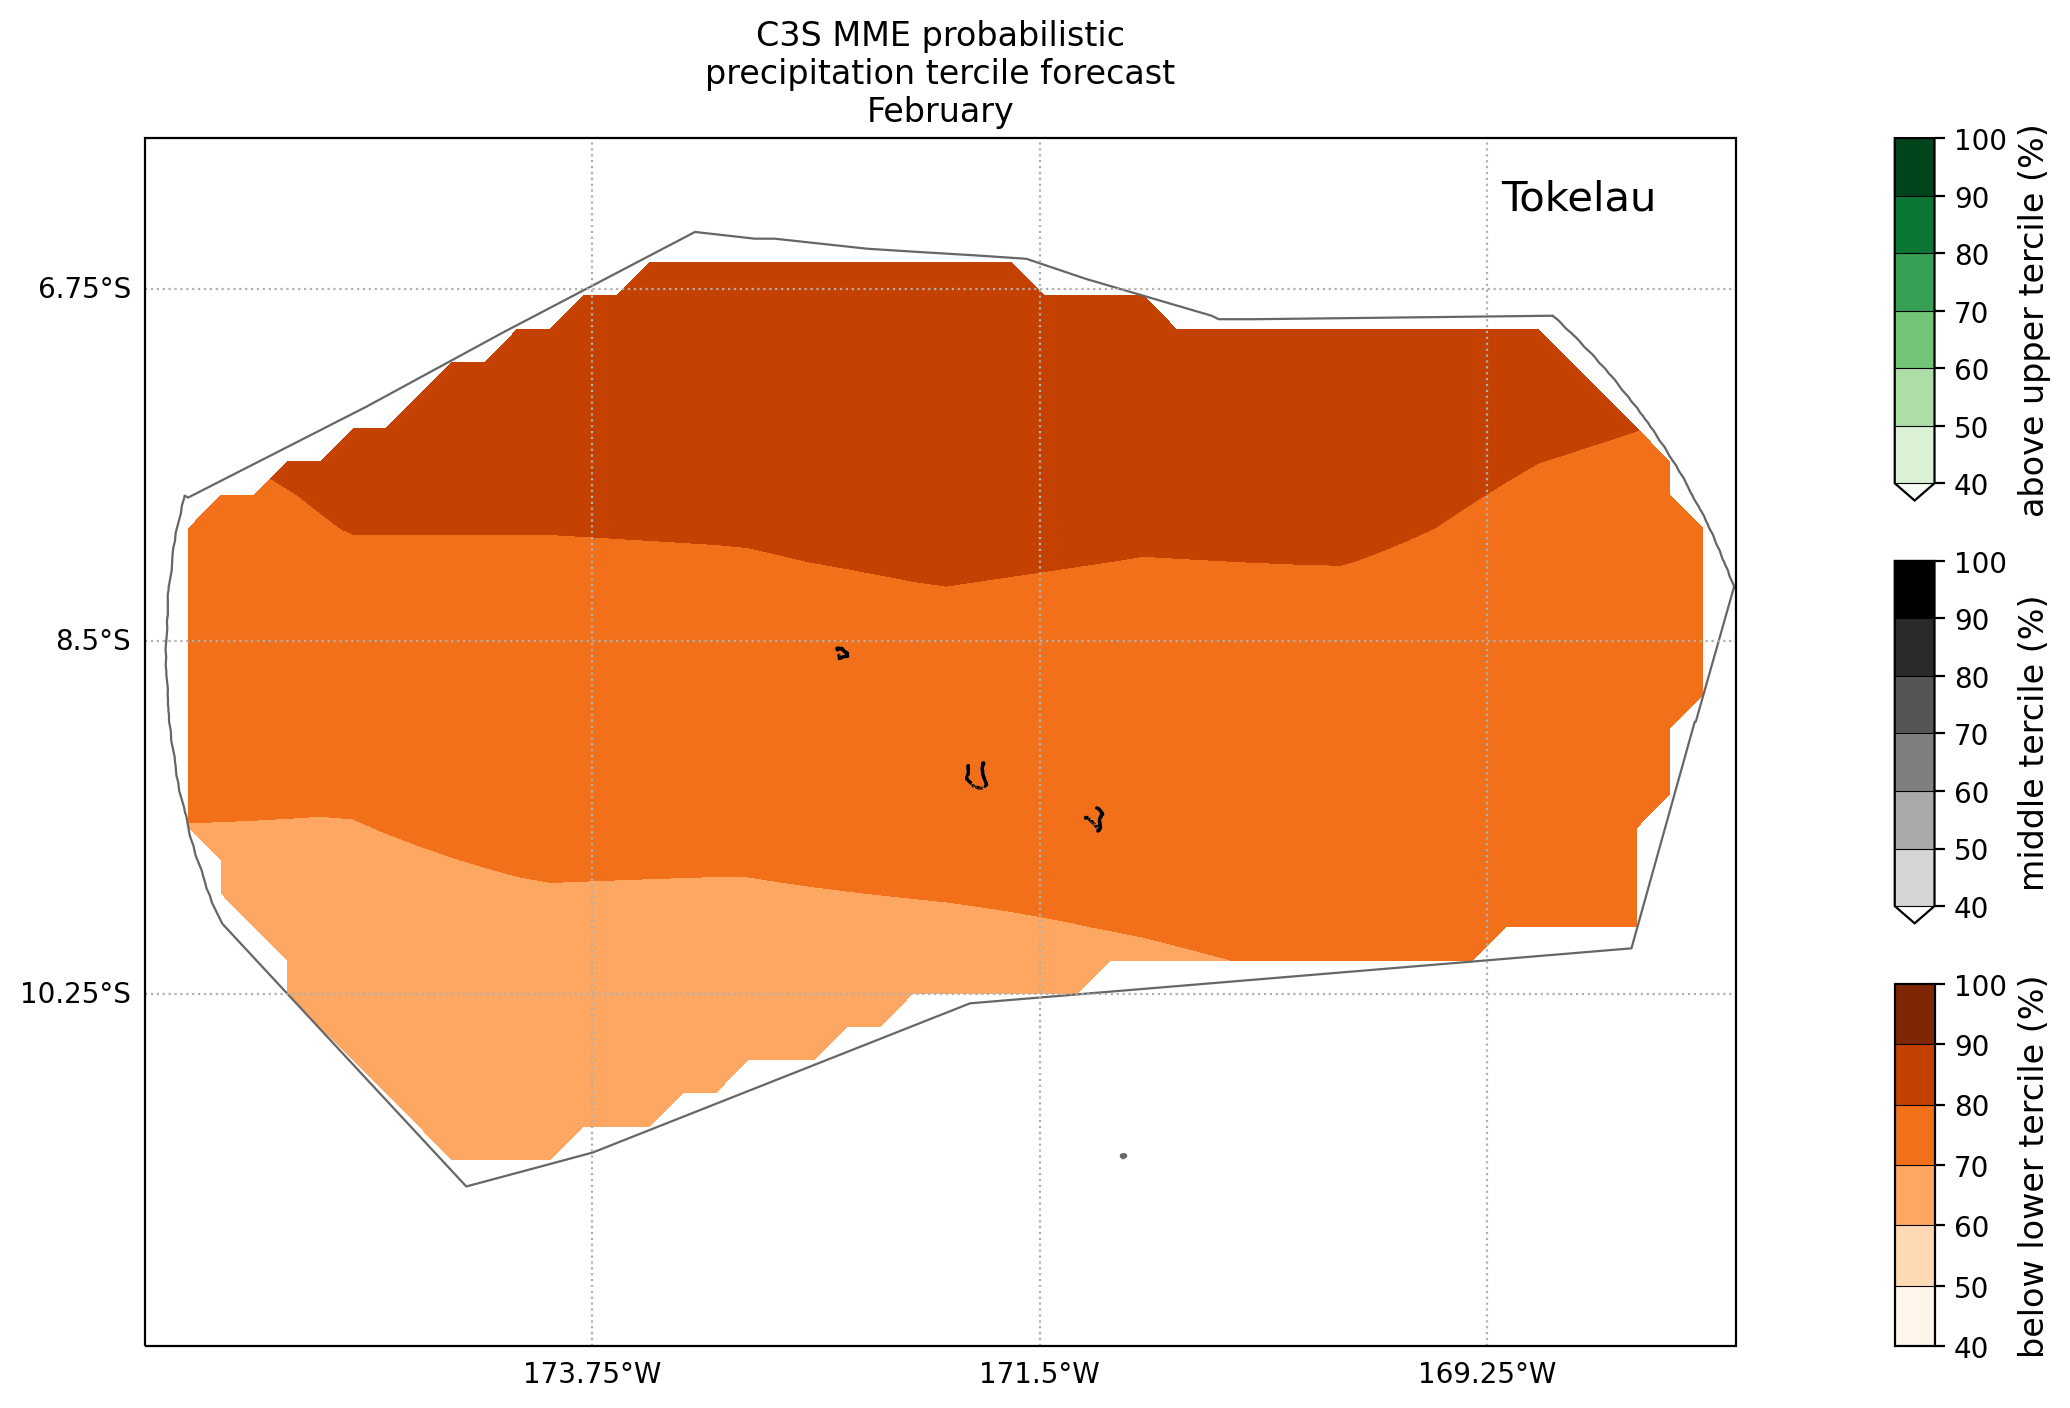 C3S MME probabilistic
precipitation tercile forecast
February
Tokelau
6.75°S
8.5°S
10.25°S
173.75°W
171.5°W
169.25°W
100
90
80
70
60
50
40
above upper tercile (%)
100
90
80
70
60
50
40
middle tercile (%)
100
90
80
70
60
50
40
below lower tercile (%)